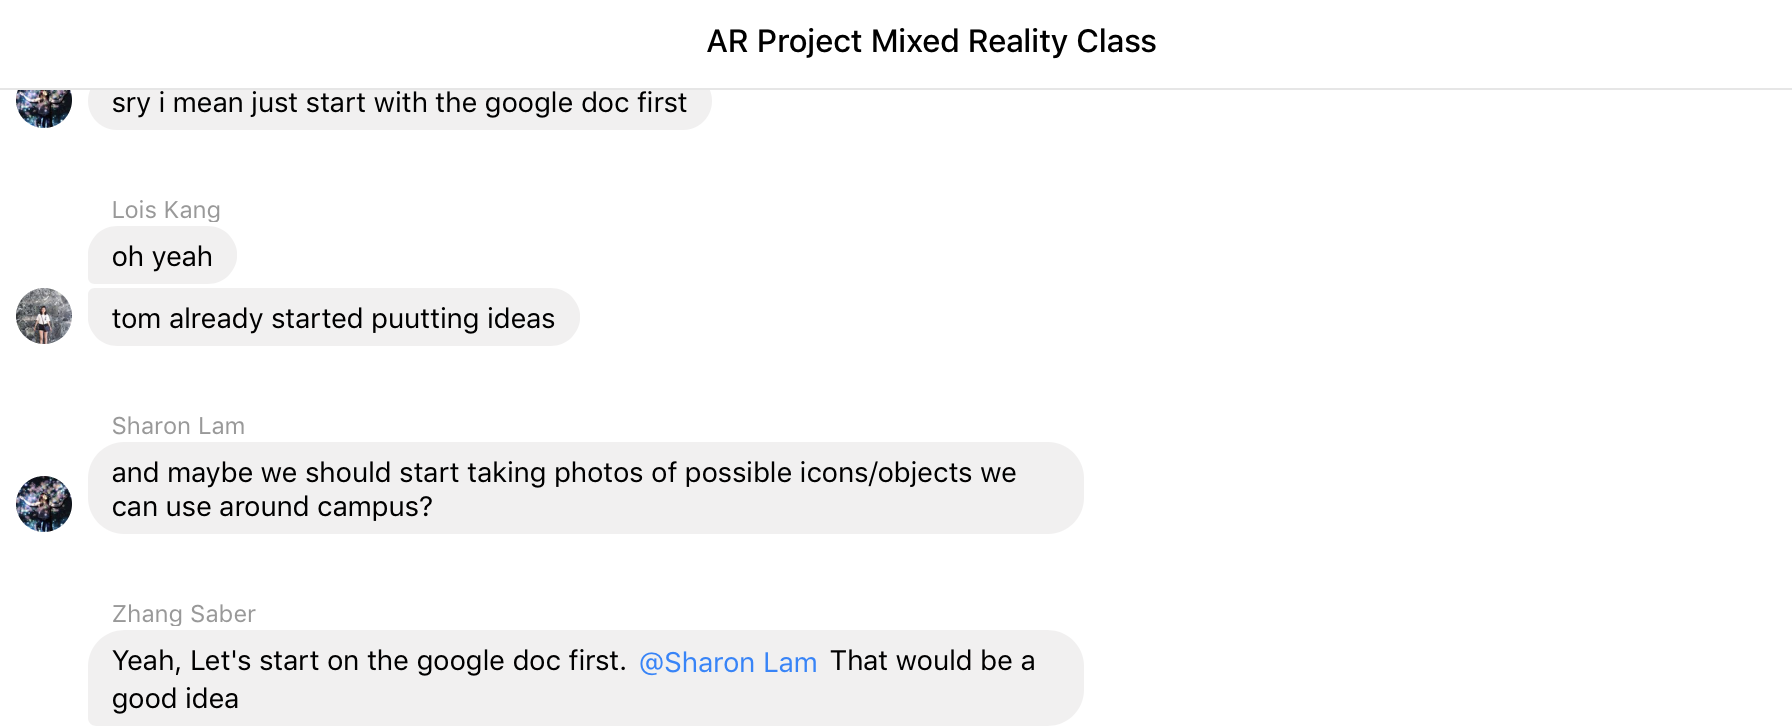 AR Project Mixed Reality Class
sry i mean just start with the google doc first
Lois Kang
oh yeah
tom already started puutting ideas
Sharon Lam
and maybe we should start taking photos of possible icons/objects we
can use around campus?
Zhang Saber
Yeah, Let's start on the google doc first. @Sharon Lam That would be a
good idea